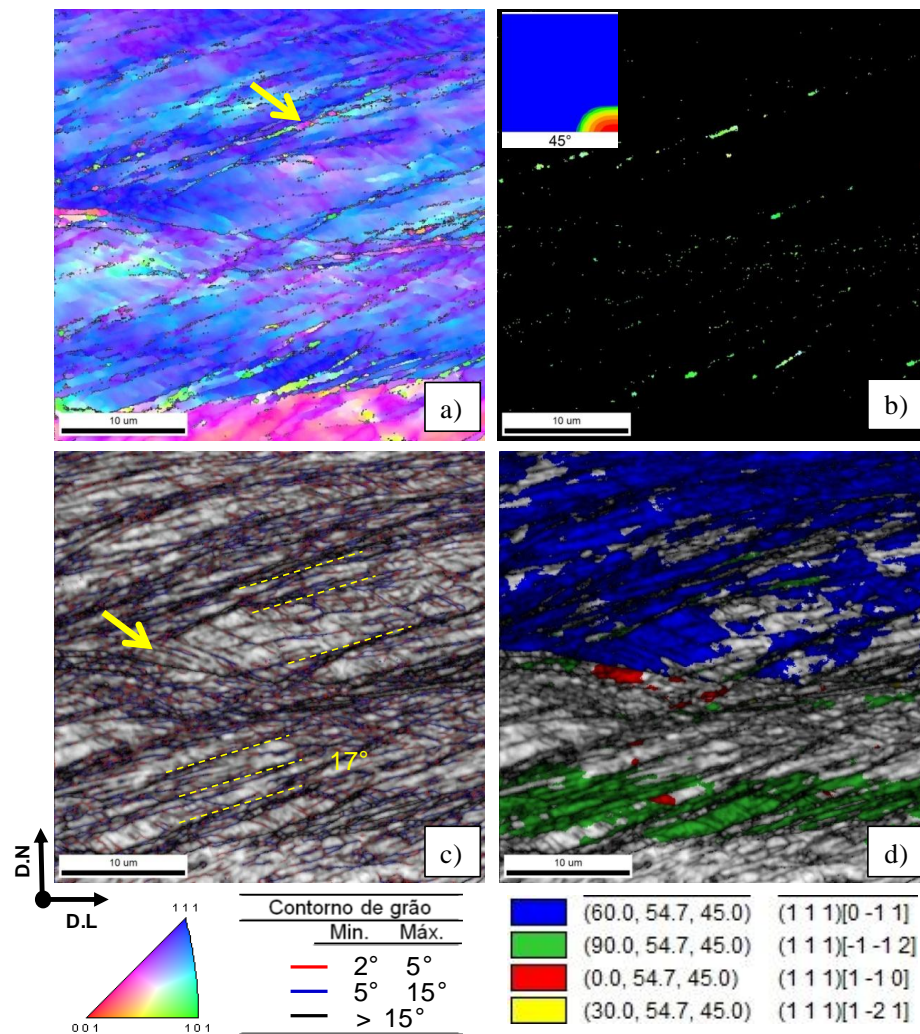 45°
a)
10 um
b)
10 um
17°
c)
10 um
d)
10 um
D.N
D.L
1 1 1
0 0 1
1 0 1
Contorno de grão
Min. Máx.
2° 5°
5° 15°
> 15°
(60.0, 54.7, 45.0) (1 1 1)[0 -1 1]
(90.0, 54.7, 45.0) (1 1 1)[-1 -1 2]
(0.0, 54.7, 45.0) (1 1 1)[1 -1 0]
(30.0, 54.7, 45.0) (1 1 1)[1 -2 1]